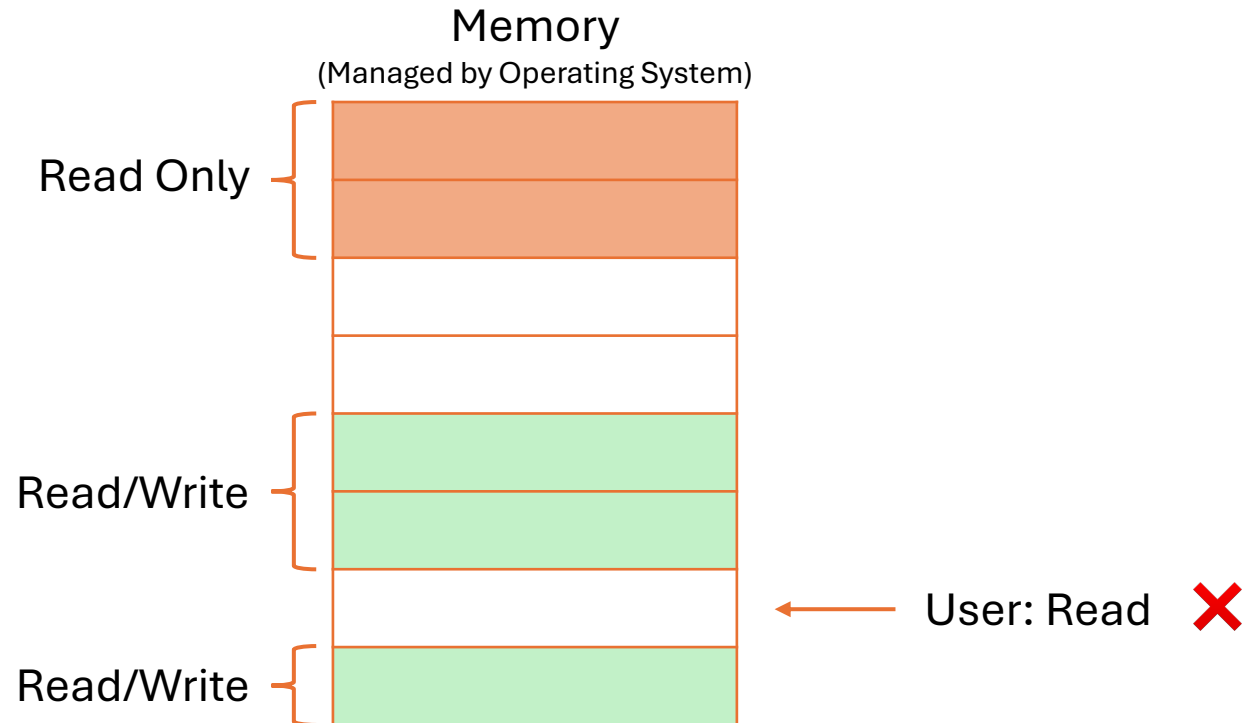 Memory
(Managed by Operating System)
Read Only
Read/Write
User: Read
Read/Write